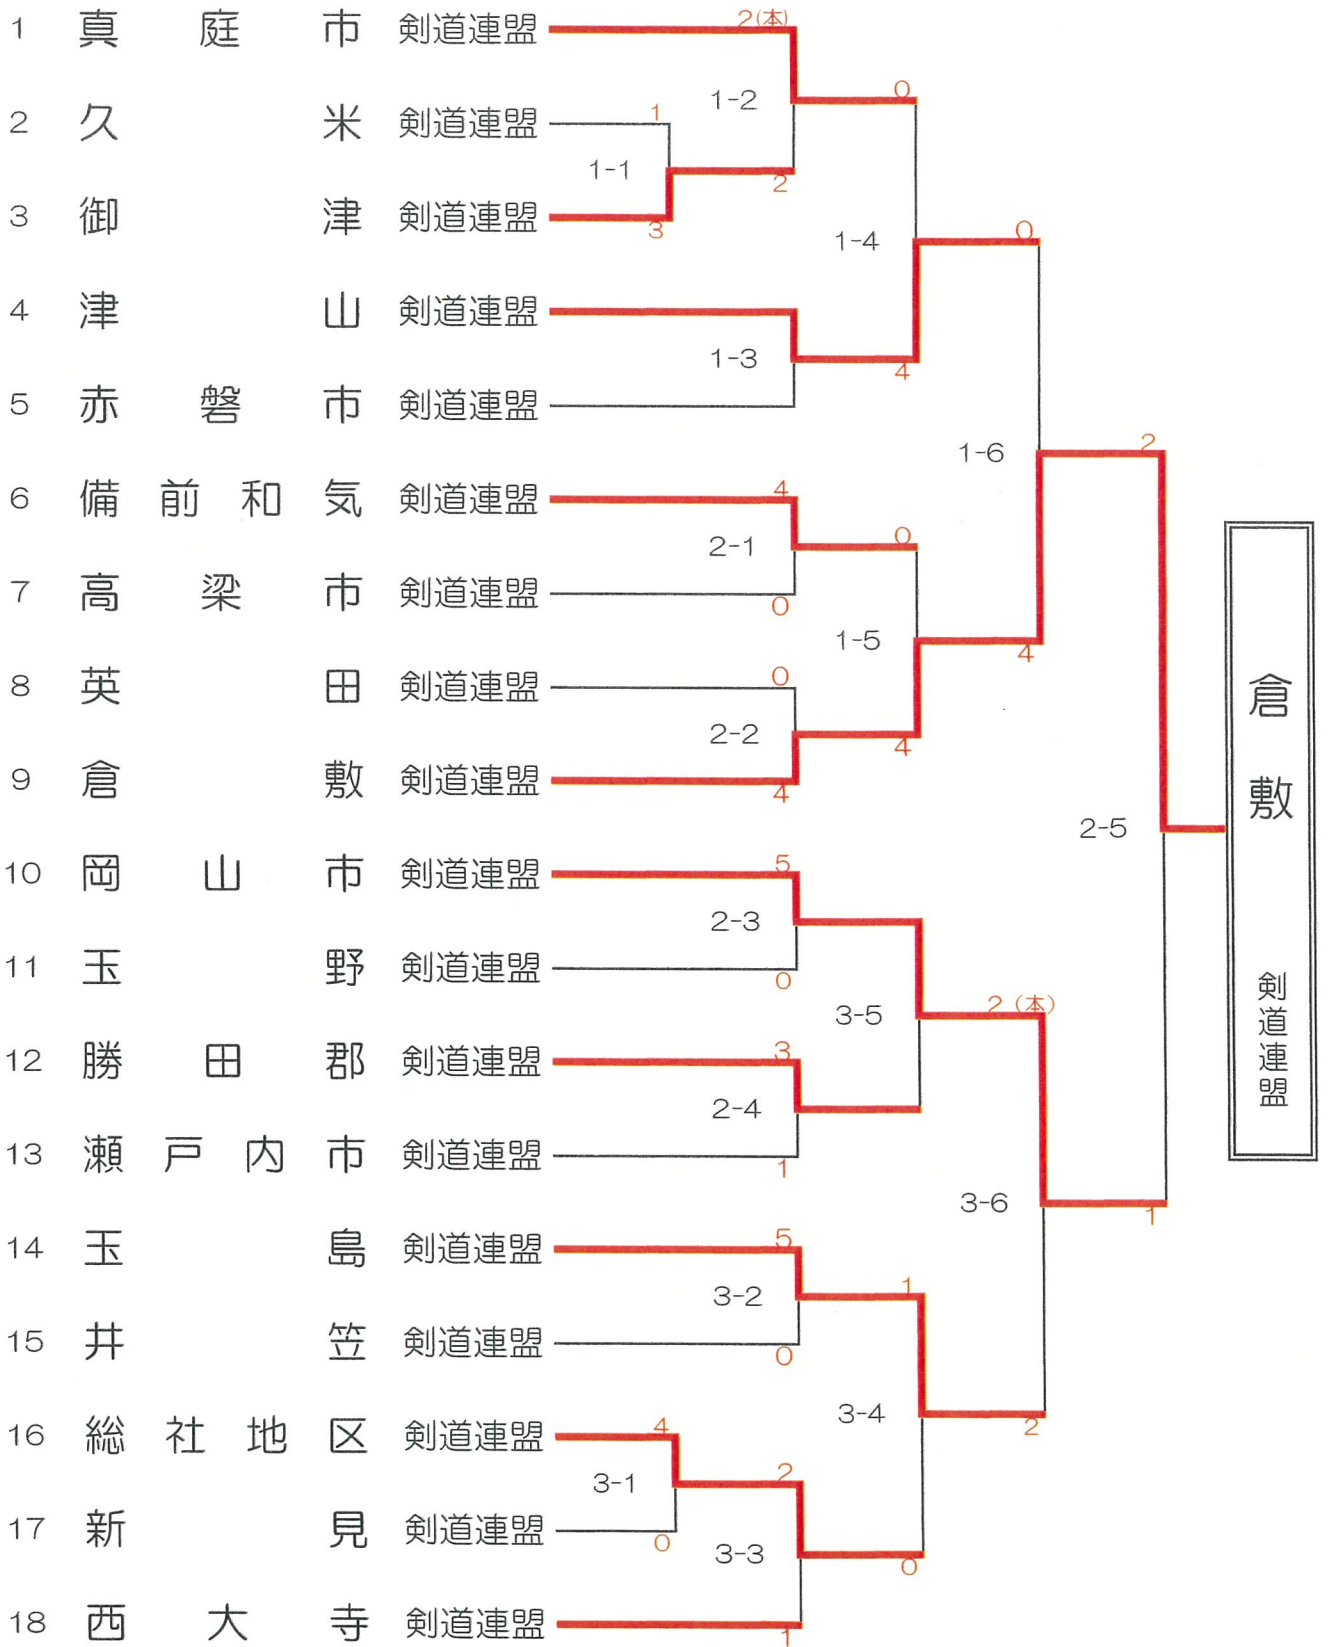 1 真庭市 剣道連盟
2(本)
1-2
0
2 久米 剣道連盟
1
1-1
2
3 御津 剣道連盟
3
1-4
0
4 津山 剣道連盟
1-3
4
5 赤磐市 剣道連盟
1-6
2
6 備前和気 剣道連盟
4
2-1
0
7 高梁市 剣道連盟
0
1-5
4
8 英田 剣道連盟
0
2-2
4
9 倉敷 剣道連盟
4
2-5
10 岡山市 剣道連盟
5
2-3
11 玉野 剣道連盟
0
3-5
2(本)
12 勝田郡 剣道連盟
3
2-4
13 瀬戸内市 剣道連盟
1
3-6
1
14 玉島 剣道連盟
5
3-2
1
15 井笠 剣道連盟
0
3-4
2
16 総社地区 剣道連盟
4
3-1
2
17 新見 剣道連盟
0
3-3
0
18 西大寺 剣道連盟
1
倉敷 剣道連盟